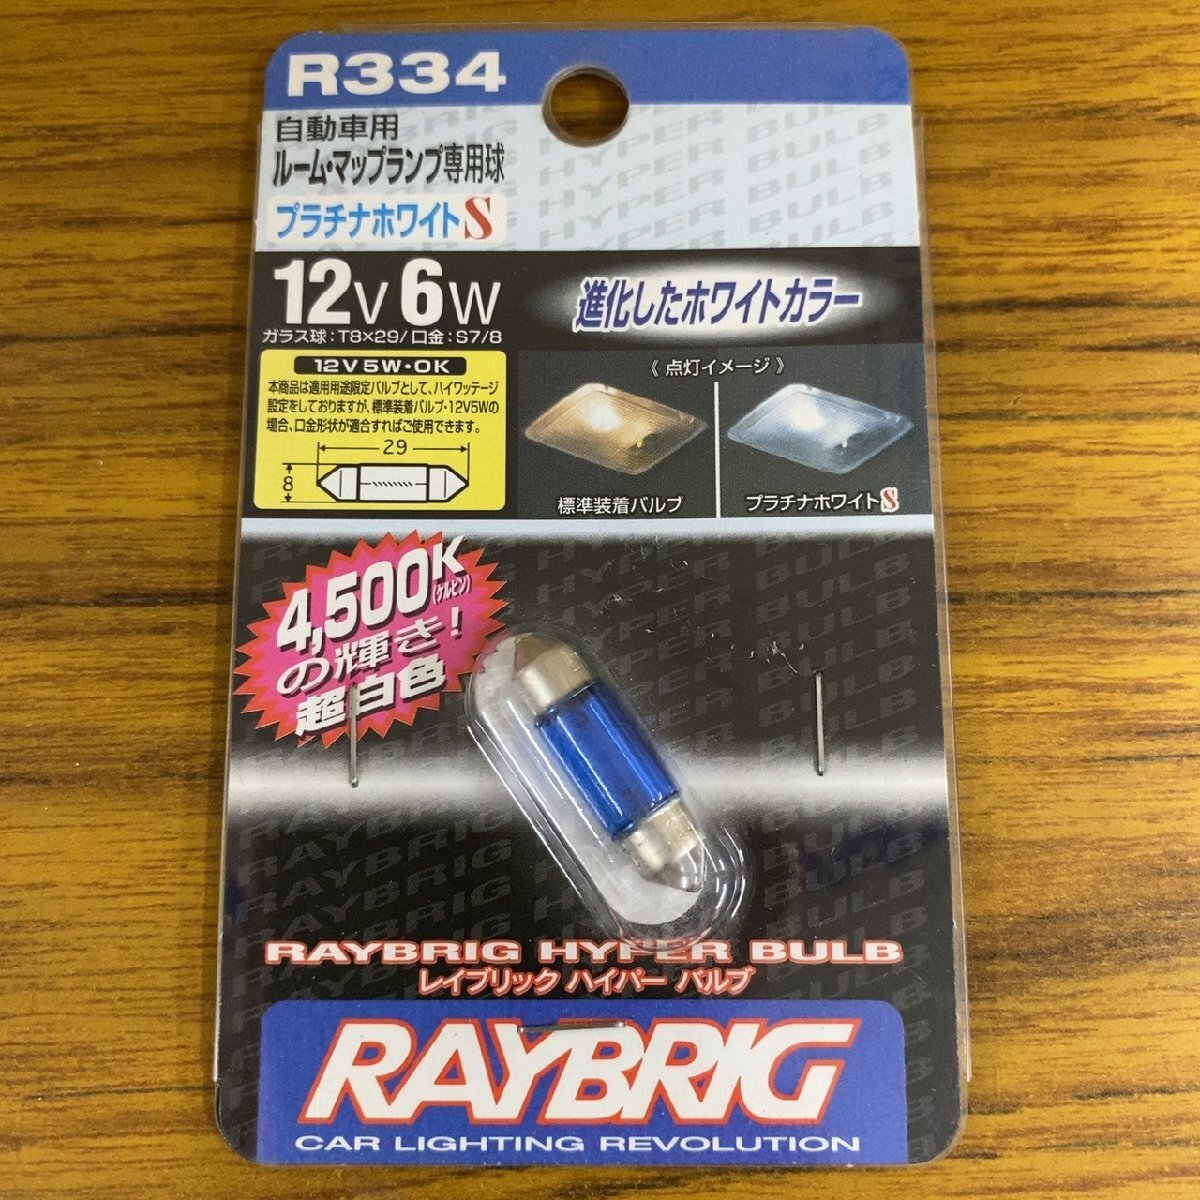 R334
自動車用
ルーム・マップランプ専用球
プラチナホワイトS
12V 6W
ガラス球:T8×29/口金:S7/8
12V5W・OK
本商品は適用用途限定バルブとして、ハイワッテージ
設定をしておりますが、標準装着バルブ・12V5Wの
場合、口金形状が適合すればご使用できます。
29
8
進化したホワイトカラー
《点灯イメージ》
標準装着バルブ
プラチナホワイトS
4,500K
(ケルビン)
の輝き!
超白色
RAYBRIG HYPER BULB
レイブリック ハイパー バルブ
RAYBRIG
CAR LIGHTING REVOLUTION